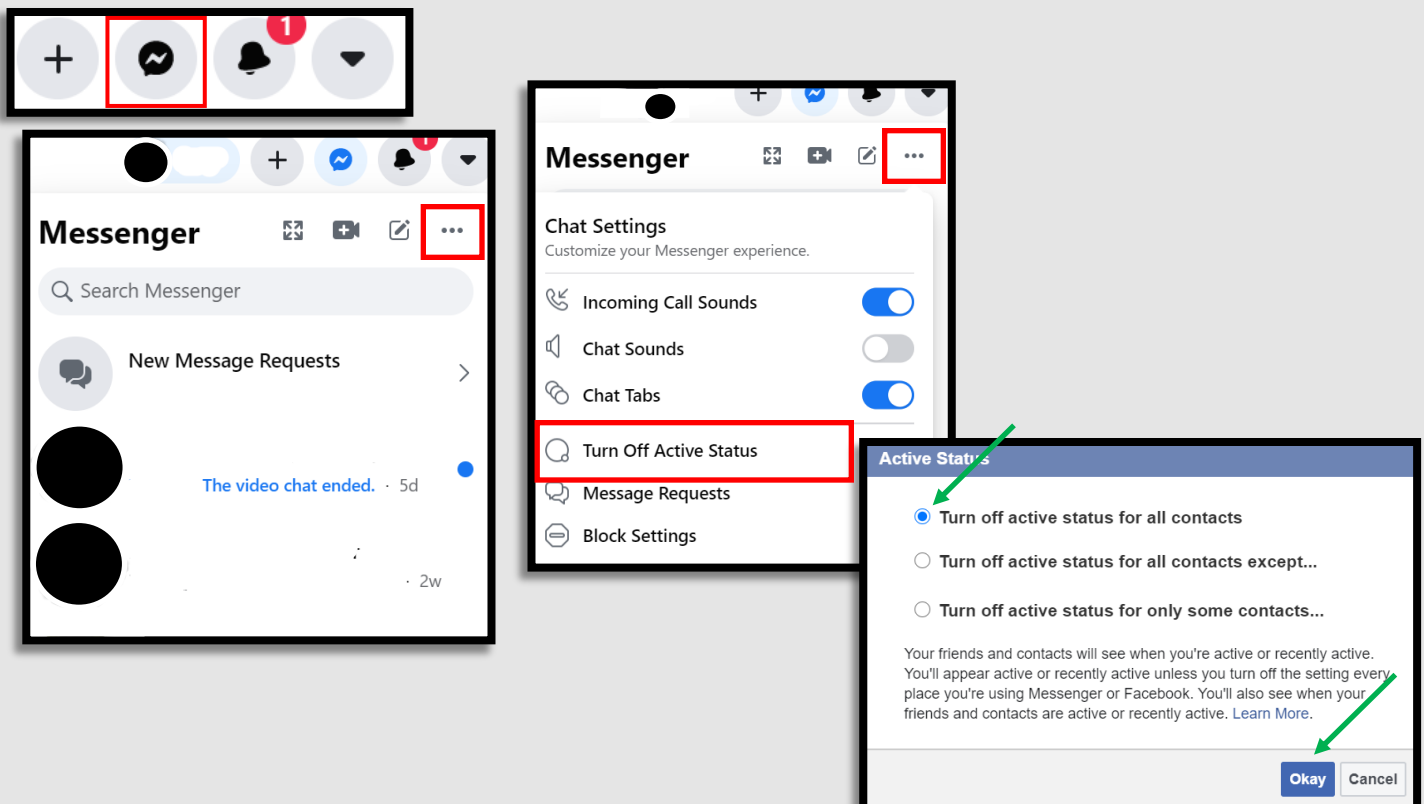 1
1
Messenger
Search Messenger
New Message Requests
The video chat ended. · 5d
· 2w
Messenger
Chat Settings
Customize your Messenger experience.
Incoming Call Sounds
Chat Sounds
Chat Tabs
Turn Off Active Status
Message Requests
Block Settings
Active Status
Turn off active status for all contacts
Turn off active status for all contacts except...
Turn off active status for only some contacts...
Your friends and contacts will see when you're active or recently active.
You'll appear active or recently active unless you turn off the setting every
place you're using Messenger or Facebook. You'll also see when your
friends and contacts are active or recently active. Learn More.
Okay Cancel